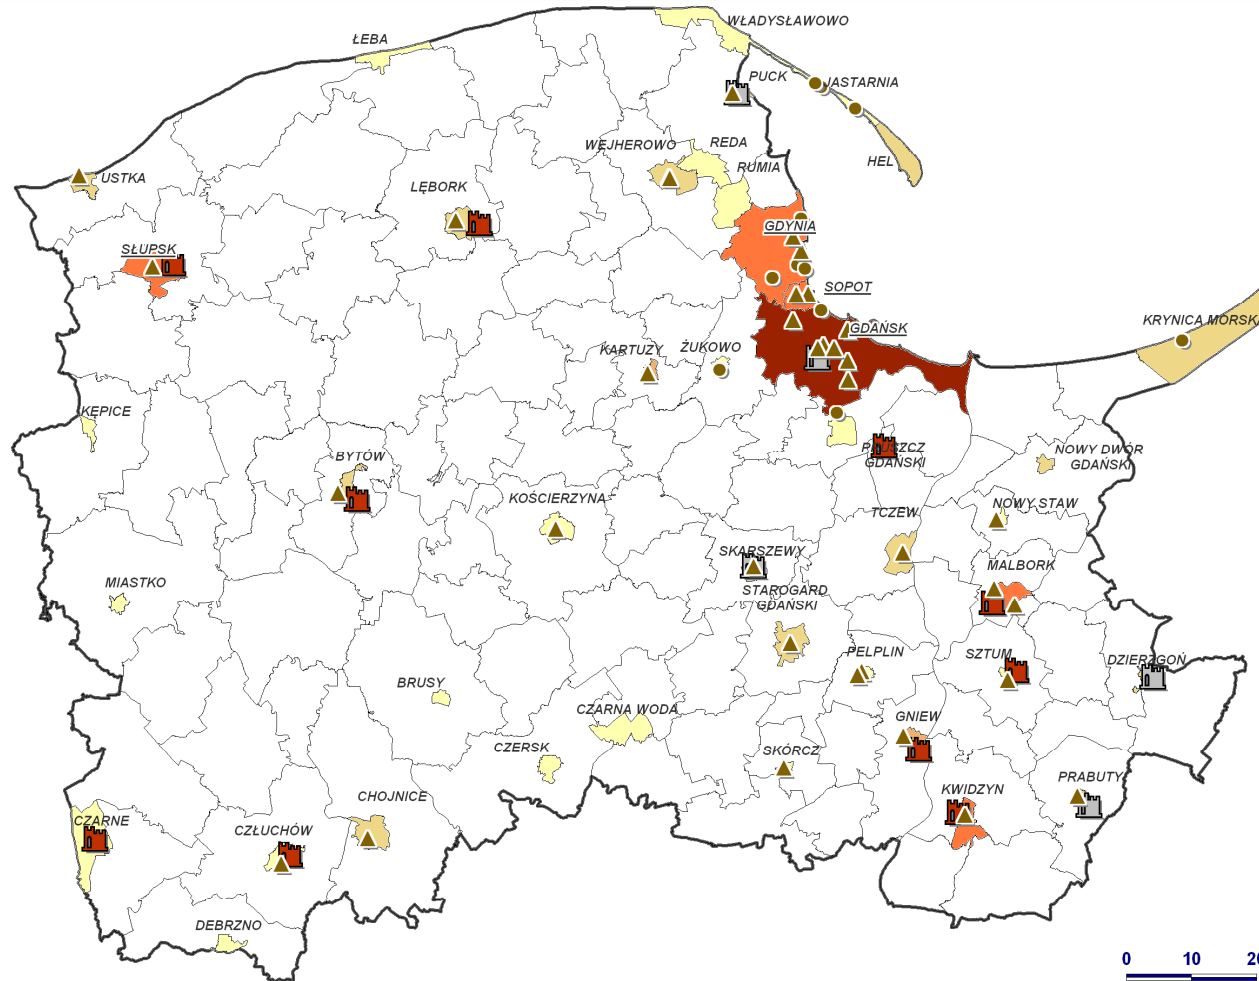 WŁADYSŁAWOWO
ŁEBA
PUCK
JASTARNIA
REDA
WEJHEROWO
HEL
RUMIA
USTKA
LĘBORK
GDYNIA
SŁUPSK
SOPOT
KRYNICA MORSKA
GDAŃSK
KARTUZY
ŻUKOWO
KĘPICE
PRUSZCZ
GDAŃSKI
NOWY DWÓR
GDAŃSKI
BYTÓW
KOŚCIERZYNA
NOWY STAW
TCZEW
SKARSZEWY
MALBORK
MIASTKO
STAROGARD
GDAŃSKI
PELPLIN
SZTUM
DZIERZGOŃ
BRUSY
CZARNA WODA
GNIEW
CZERSK
SKÓRCZ
PRABUTY
KWIDZYN
CHOJNICE
CZARNE
CZŁUCHÓW
DEBRZNO
0 10 20